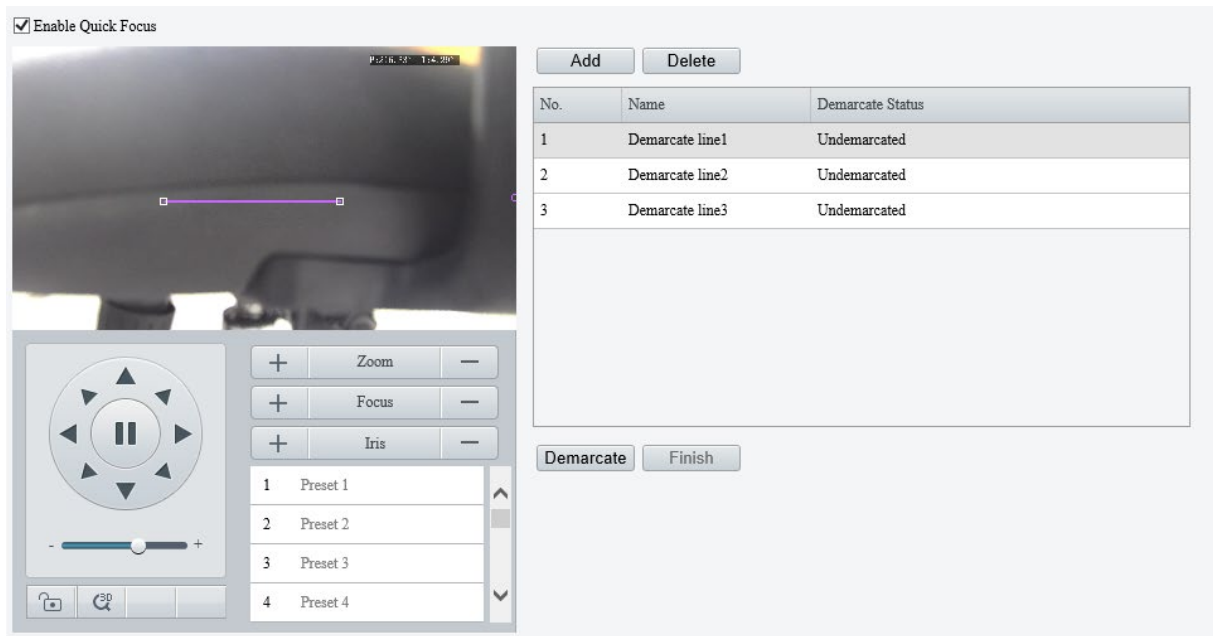 Enable Quick Focus
Add
Delete
No. Name Demarcate Status
1 Demarcate line1 Undemarcated
2 Demarcate line2 Undemarcated
3 Demarcate line3 Undemarcated
+ Zoom −
+ Focus −
+ Iris −
- +
3D
1 Preset 1
2 Preset 2
3 Preset 3
4 Preset 4
Demarcate
Finish